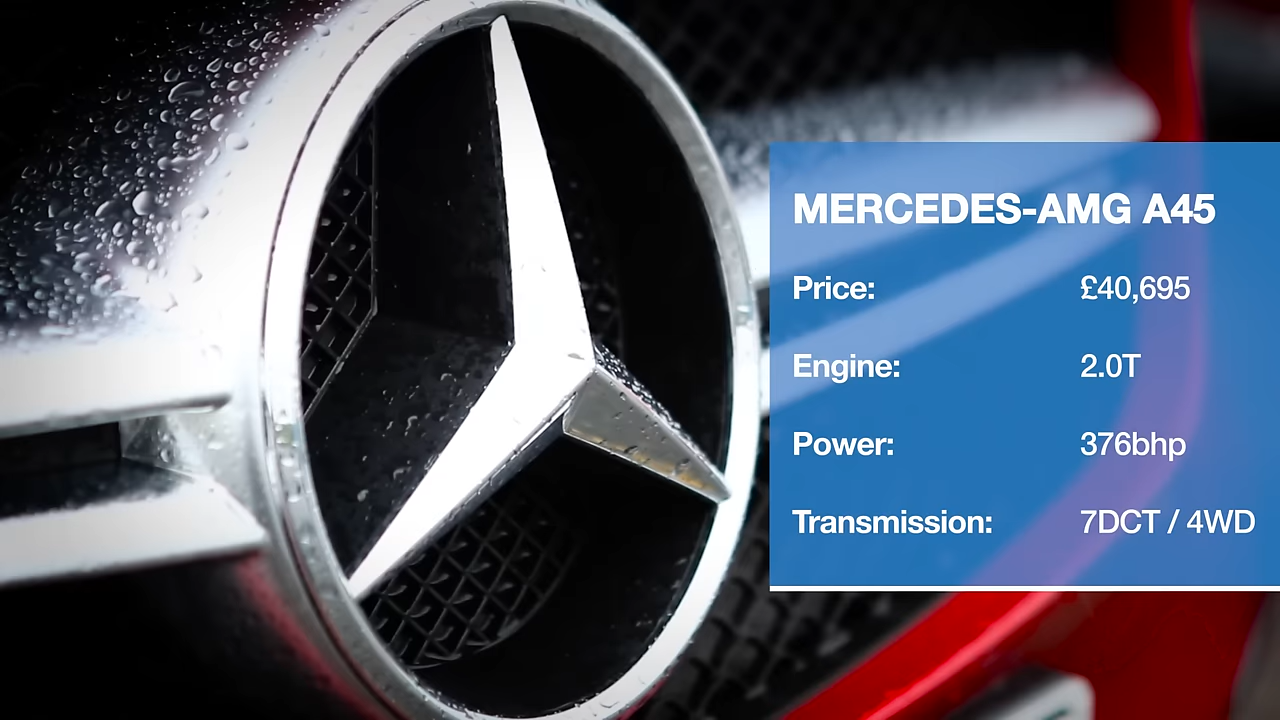 MERCEDES-AMG A45
Price: £40,695
Engine: 2.0T
Power: 376bhp
Transmission: 7DCT / 4WD